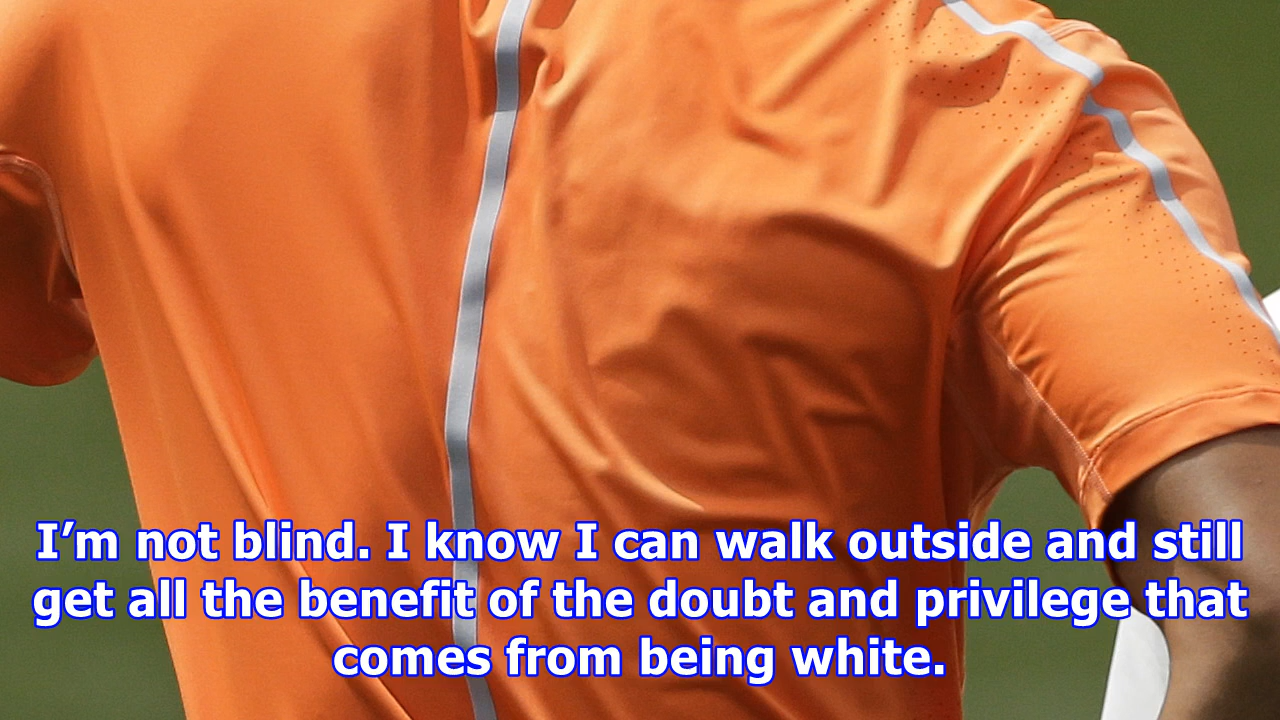 I’m not blind. I know I can walk outside and still
get all the benefit of the doubt and privilege that
comes from being white.